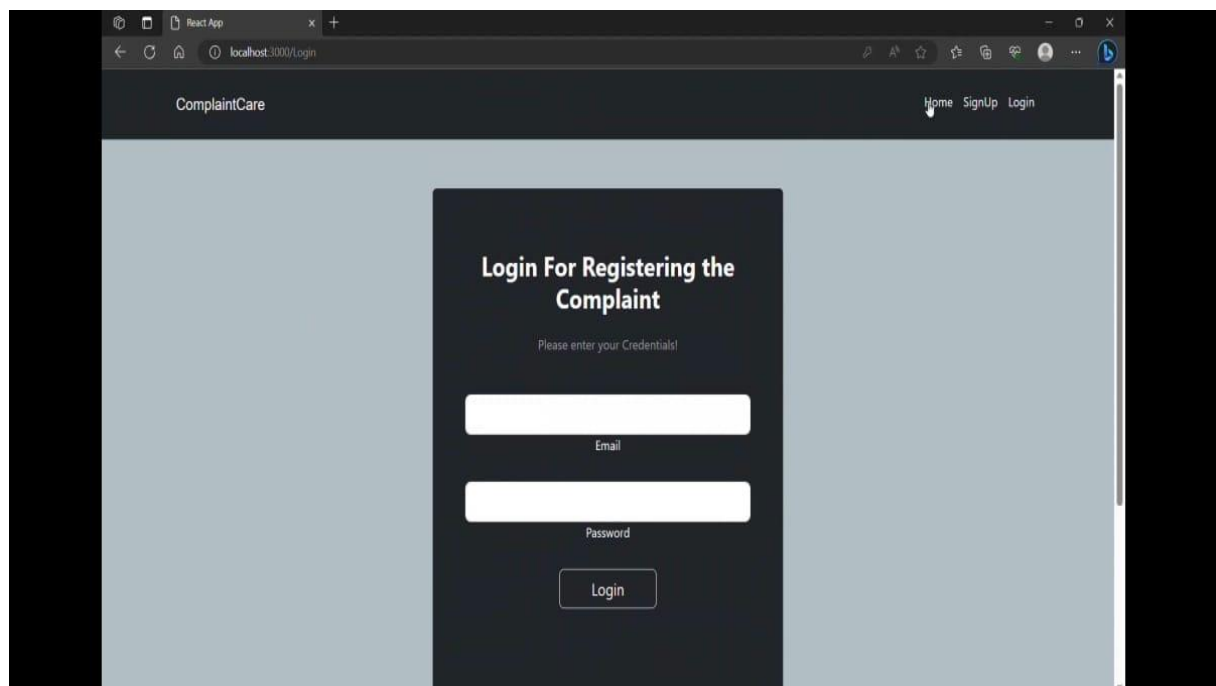 React App
localhost:3000/Login
ComplaintCare
Home SignUp Login
Login For Registering the
Complaint
Please enter your Credentials!
Email
Password
Login